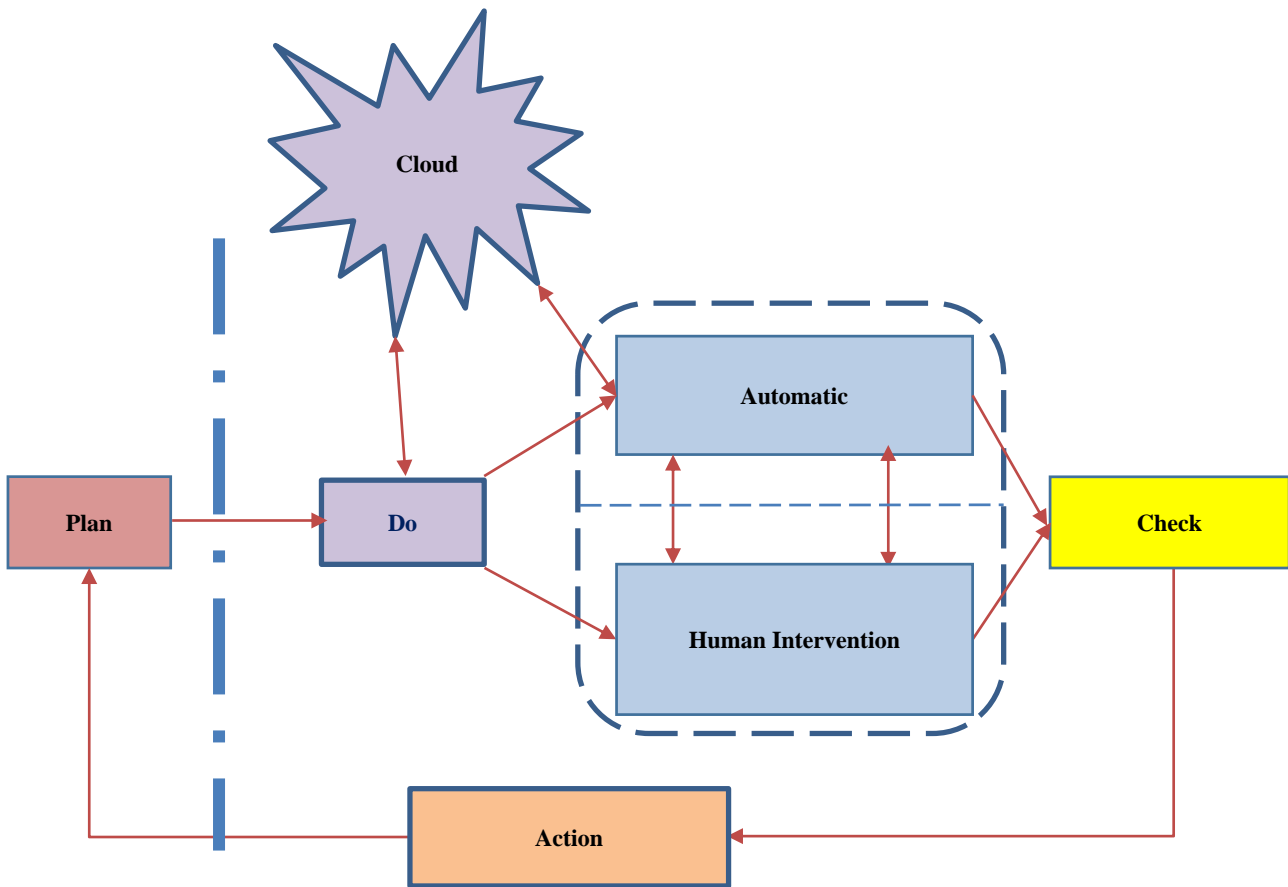 Cloud
Automatic
Plan
Do
Check
Human Intervention
Action